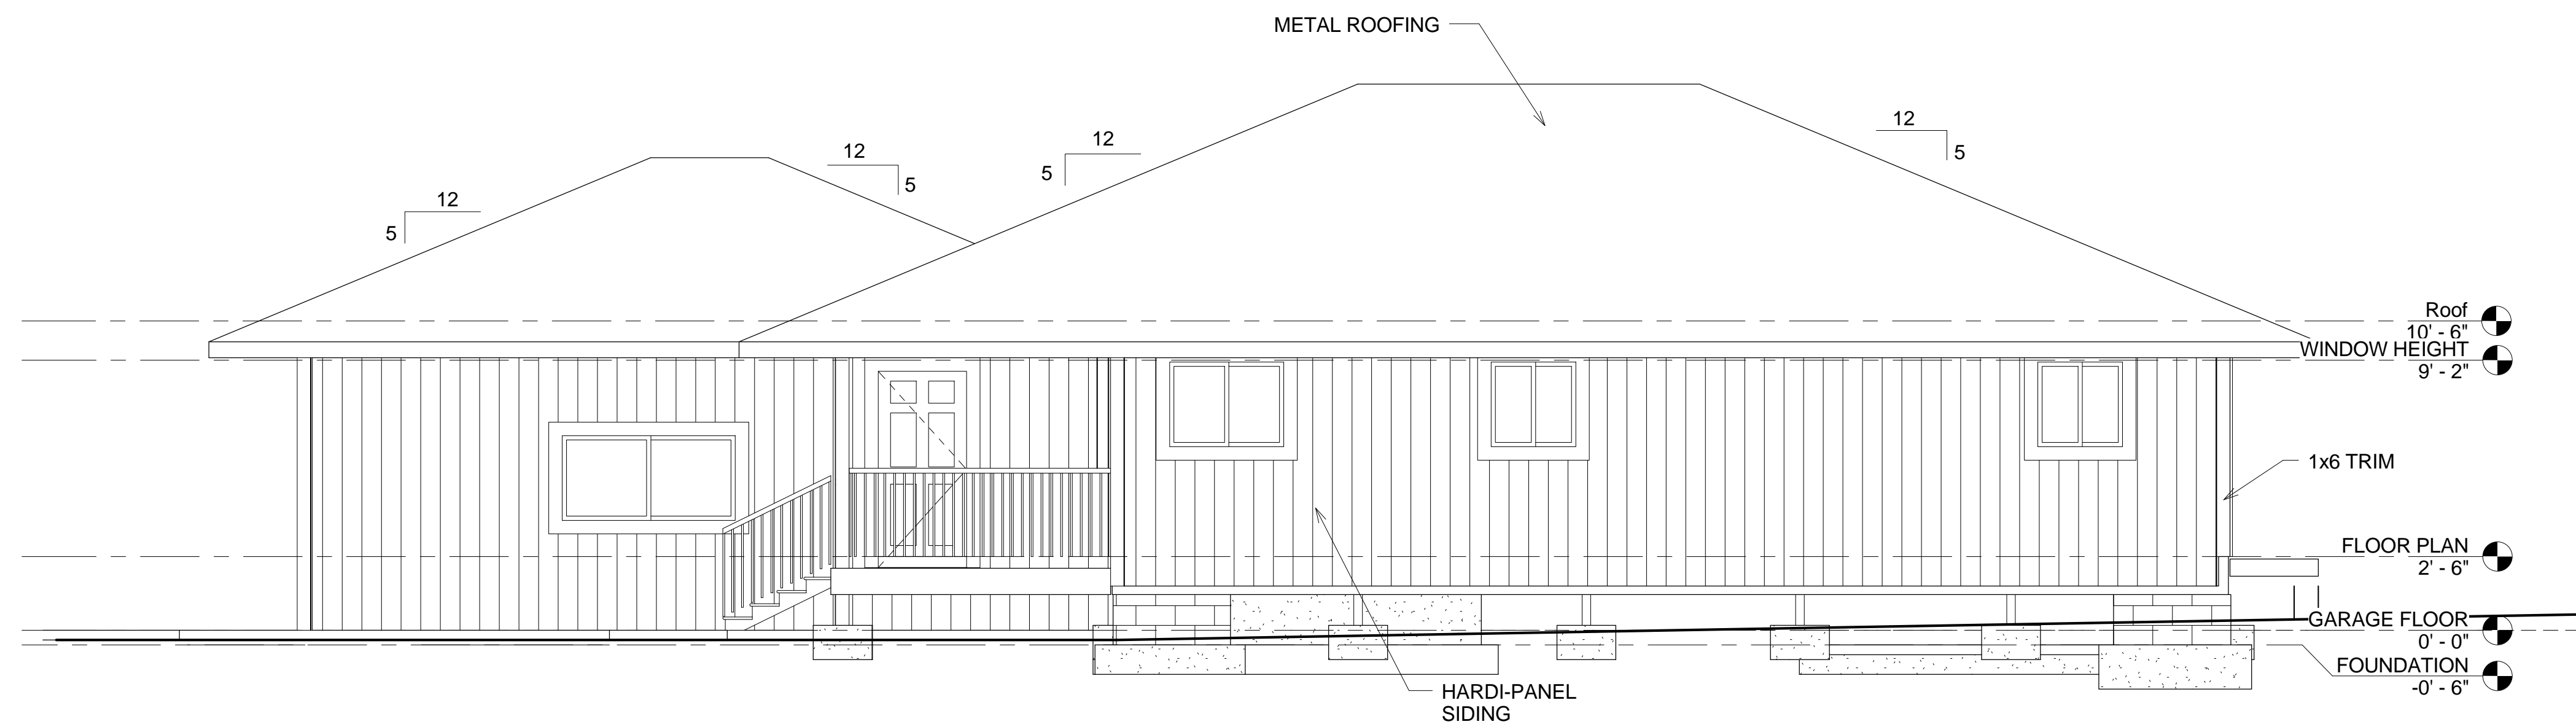 METAL ROOFING
12
5
12
5
12
5
12
5
Roof
10' - 6"
WINDOW HEIGHT
9' - 2"
1x6 TRIM
FLOOR PLAN
2' - 6"
GARAGE FLOOR
0' - 0"
FOUNDATION
-0' - 6"
HARDI-PANEL
SIDING